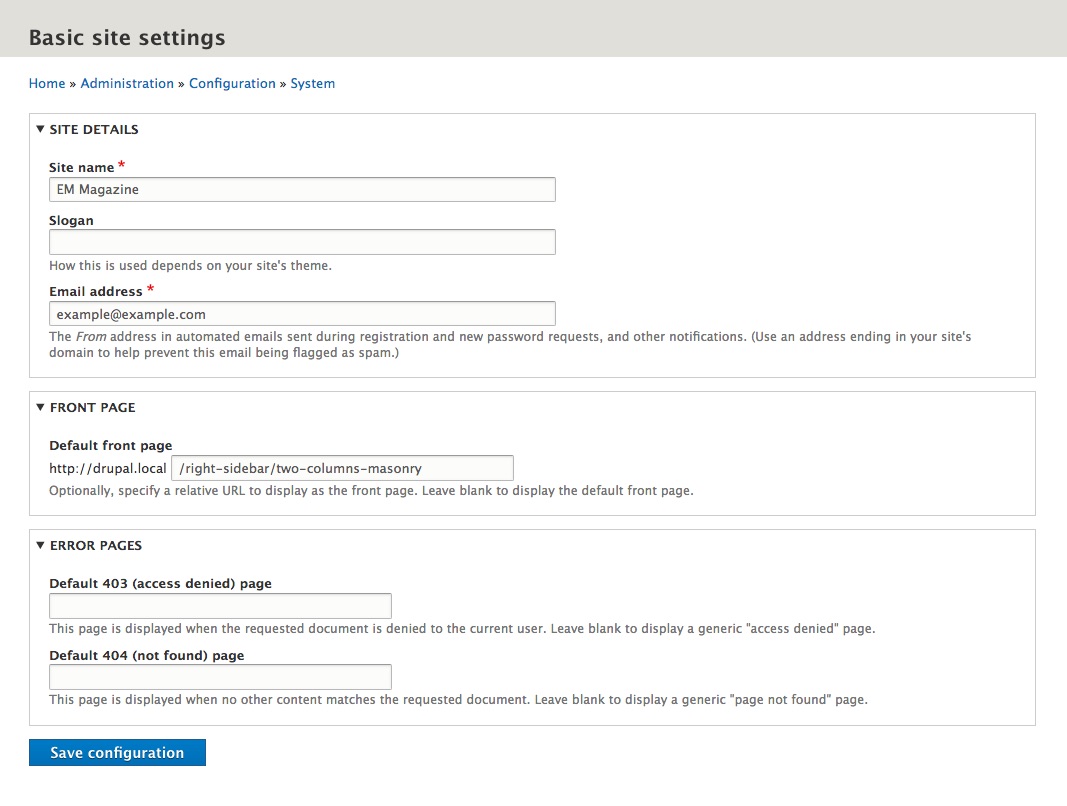 Basic site settings
Home » Administration » Configuration » System
▼ SITE DETAILS
Site name *
EM Magazine
Slogan
How this is used depends on your site's theme.
Email address *
example@example.com
The From address in automated emails sent during registration and new password requests, and other notifications. (Use an address ending in your site's
domain to help prevent this email being flagged as spam.)
▼ FRONT PAGE
Default front page
http://drupal.local /right-sidebar/two-columns-masonry
Optionally, specify a relative URL to display as the front page. Leave blank to display the default front page.
▼ ERROR PAGES
Default 403 (access denied) page
This page is displayed when the requested document is denied to the current user. Leave blank to display a generic "access denied" page.
Default 404 (not found) page
This page is displayed when no other content matches the requested document. Leave blank to display a generic "page not found" page.
Save configuration